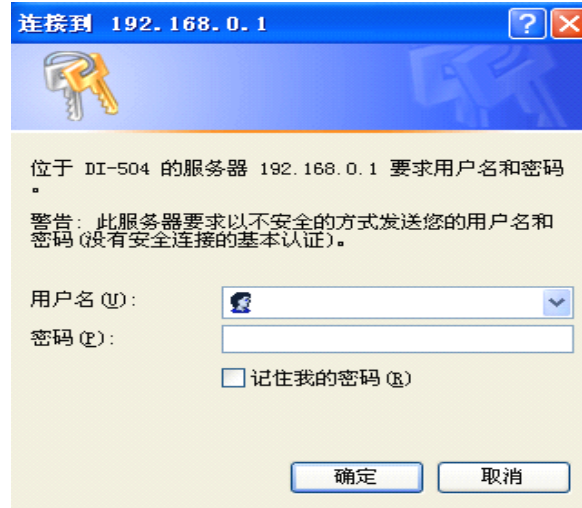 连接到 192.168.0.1
位于 DI-504 的服务器 192.168.0.1 要求用户名和密码
。
警告: 此服务器要求以不安全的方式发送您的用户名和
密码(没有安全连接的基本认证)。
用户名(U):
密码(P):
记住我的密码(R)
确定 取消